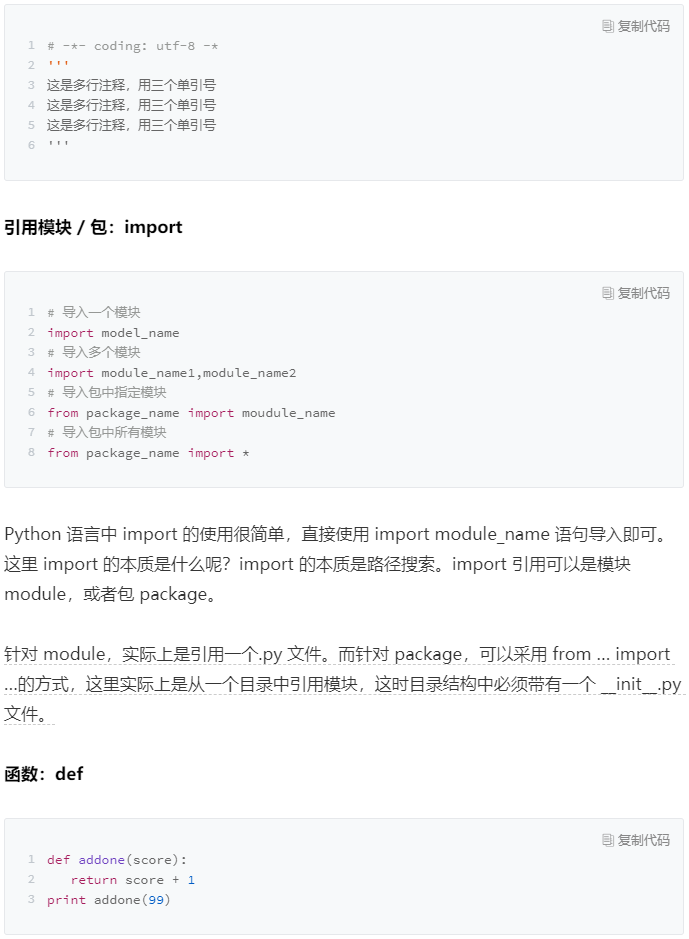 复制代码
1 # -*- coding: utf-8 -*
2 '''
3 这是多行注释，用三个单引号
4 这是多行注释，用三个单引号
5 这是多行注释，用三个单引号
6 '''
引用模块 / 包：import
复制代码
1 # 导入一个模块
2 import model_name
3 # 导入多个模块
4 import module_name1,module_name2
5 # 导入包中指定模块
6 from package_name import moudule_name
7 # 导入包中所有模块
8 from package_name import *
Python 语言中 import 的使用很简单，直接使用 import module_name 语句导入即可。
这里 import 的本质是什么呢？import 的本质是路径搜索。import 引用可以是模块
module，或者包 package。
针对 module，实际上是引用一个.py 文件。而针对 package，可以采用 from … import
…的方式，这里实际上是从一个目录中引用模块，这时目录结构中必须带有一个 __init__.py
文件。
函数：def
复制代码
1 def addone(score):
2    return score + 1
3 print addone(99)